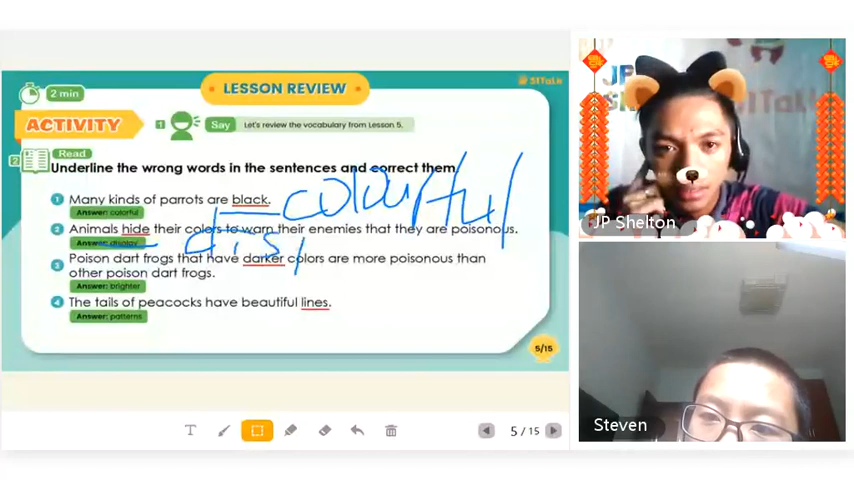 LESSON REVIEW
51Talk
2 min
ACTIVITY
1 Say Let's review the vocabulary from Lesson 5.
2 Read
Underline the wrong words in the sentences and correct them.
1 Many kinds of parrots are black.
Answer: colorful
colourful
2 Animals hide their colors to warn their enemies that they are poisonous.
Answer: display
disp
3 Poison dart frogs that have darker colors are more poisonous than
other poison dart frogs.
Answer: brighter
4 The tails of peacocks have beautiful lines.
Answer: patterns
5/15
T
5 / 15
JP Shelton
Steven